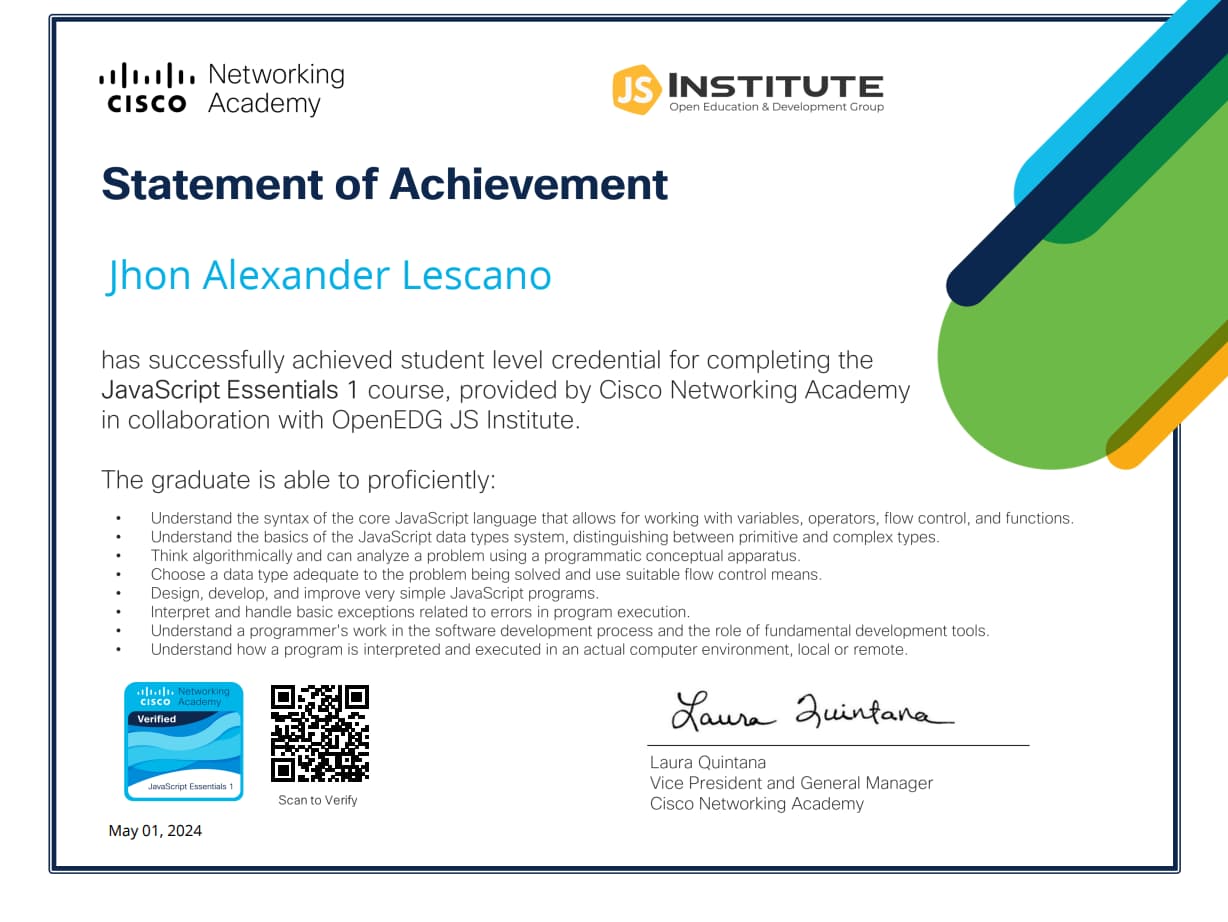 CISCO Networking Academy
JS INSTITUTE
Open Education & Development Group
Statement of Achievement
Jhon Alexander Lescano
has successfully achieved student level credential for completing the
JavaScript Essentials 1 course, provided by Cisco Networking Academy
in collaboration with OpenEDG JS Institute.
The graduate is able to proficiently:
• Understand the syntax of the core JavaScript language that allows for working with variables, operators, flow control, and functions.
• Understand the basics of the JavaScript data types system, distinguishing between primitive and complex types.
• Think algorithmically and can analyze a problem using a programmatic conceptual apparatus.
• Choose a data type adequate to the problem being solved and use suitable flow control means.
• Design, develop, and improve very simple JavaScript programs.
• Interpret and handle basic exceptions related to errors in program execution.
• Understand a programmer's work in the software development process and the role of fundamental development tools.
• Understand how a program is interpreted and executed in an actual computer environment, local or remote.
CISCO Networking Academy
Verified
JavaScript Essentials 1
Scan to Verify
May 01, 2024
Laura Quintana
Laura Quintana
Vice President and General Manager
Cisco Networking Academy